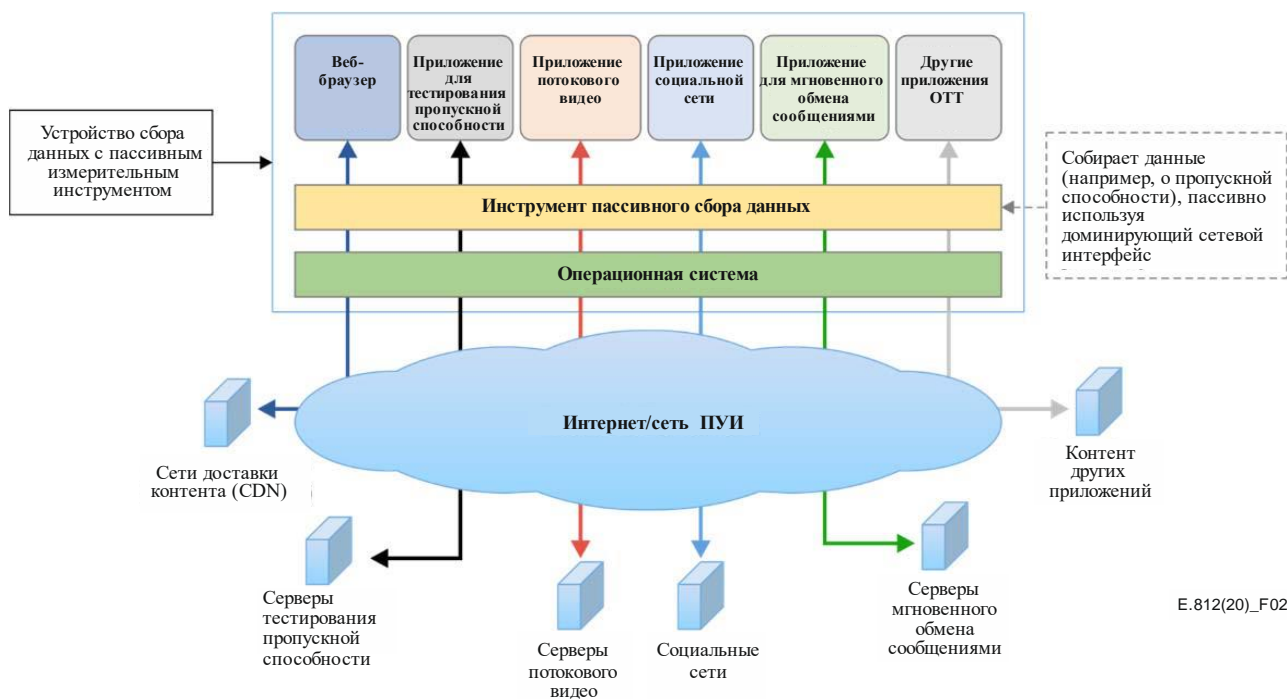 Веб-
браузер
Приложение
для
тестирования
пропускной
способности
Приложение
потокового
видео
Приложение
социальной
сети
Приложение
для мгновенного
обмена
сообщениями
Другие
приложения
ОТТ
Устройство сбора
данных с пассивным
измерительным
инструментом
Собирает данные
(например, о пропускной
способности), пассивно
используя
доминирующий сетевой
интерфейс
Инструмент пассивного сбора данных
Операционная система
Интернет/сеть ПУИ
Сети доставки
контента (CDN)
Контент
других
приложений
Серверы
тестирования
пропускной
способности
Серверы
потокового
видео
Социальные
сети
Серверы
мгновенного
обмена
сообщениями
E.812(20)_F02